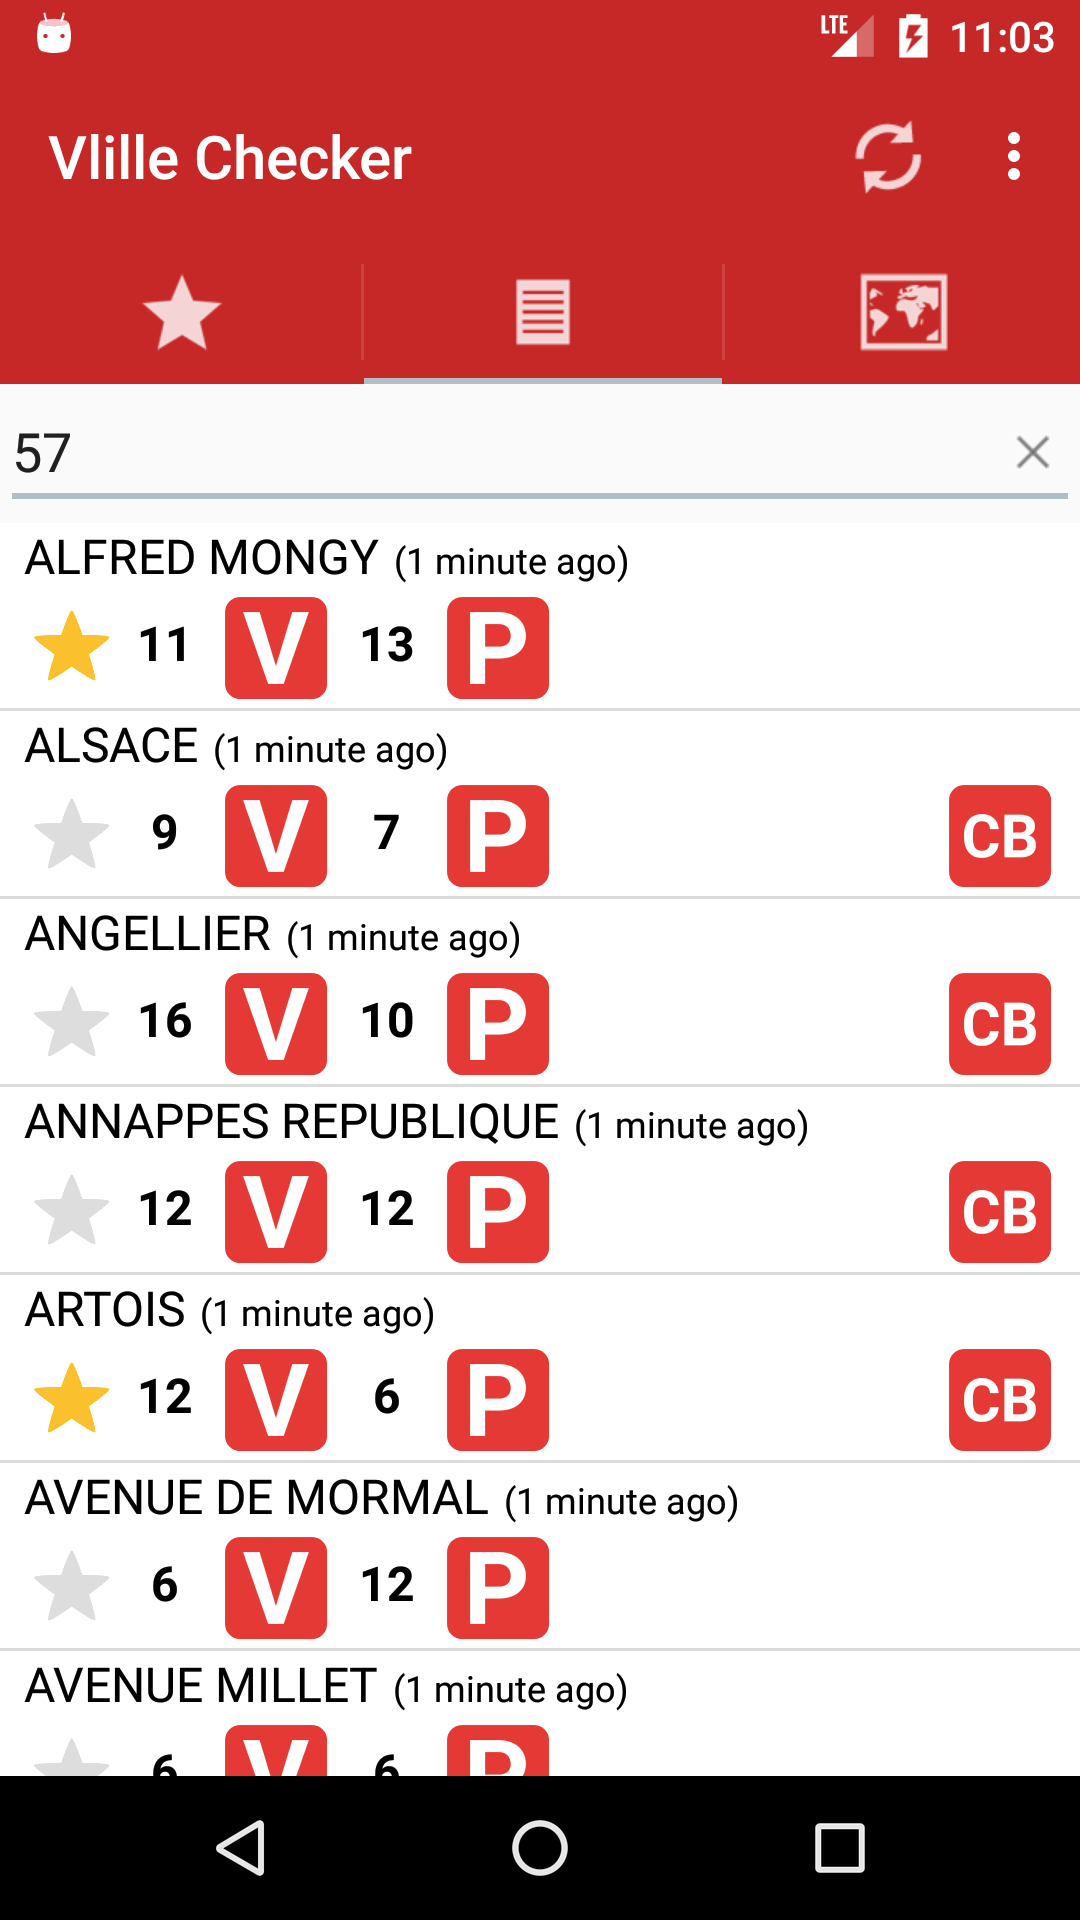 LTE 11:03
Vlille Checker
57
ALFRED MONGY (1 minute ago)
11 V 13 P
ALSACE (1 minute ago)
9 V 7 P CB
ANGELLIER (1 minute ago)
16 V 10 P CB
ANNAPPES REPUBLIQUE (1 minute ago)
12 V 12 P CB
ARTOIS (1 minute ago)
12 V 6 P CB
AVENUE DE MORMAL (1 minute ago)
6 V 12 P
AVENUE MILLET (1 minute ago)
6 V 6 P